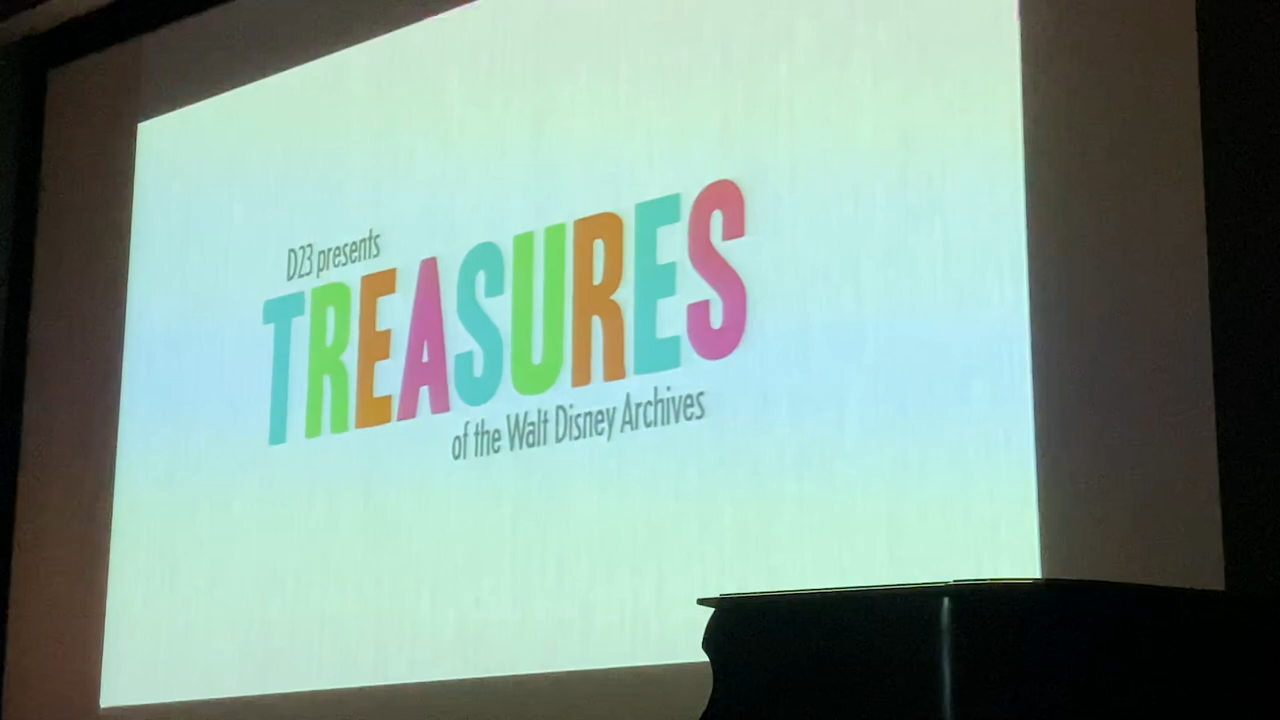 D23 presents
TREASURES
of the Walt Disney Archives